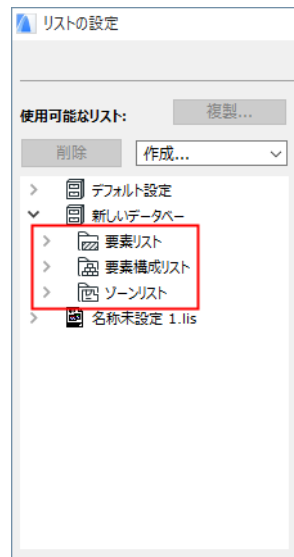 リストの設定
使用可能なリスト:
複製...
削除
作成...
デフォルト設定
新しいデータベー
要素リスト
要素構成リスト
ゾーンリスト
名称未設定 1.lis